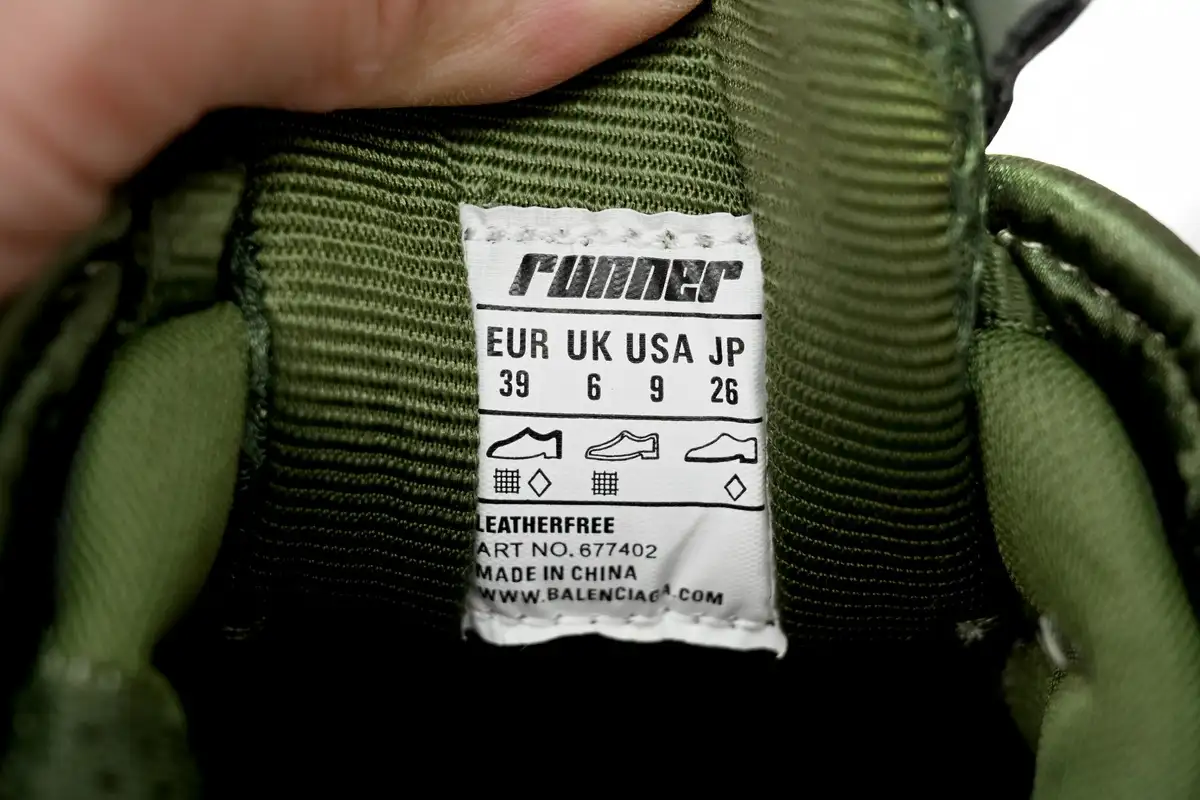 runner
EUR UK USA JP
39 6 9 26
LEATHERFREE
ART NO. 677402
MADE IN CHINA
WWW.BALENCIAGA.COM